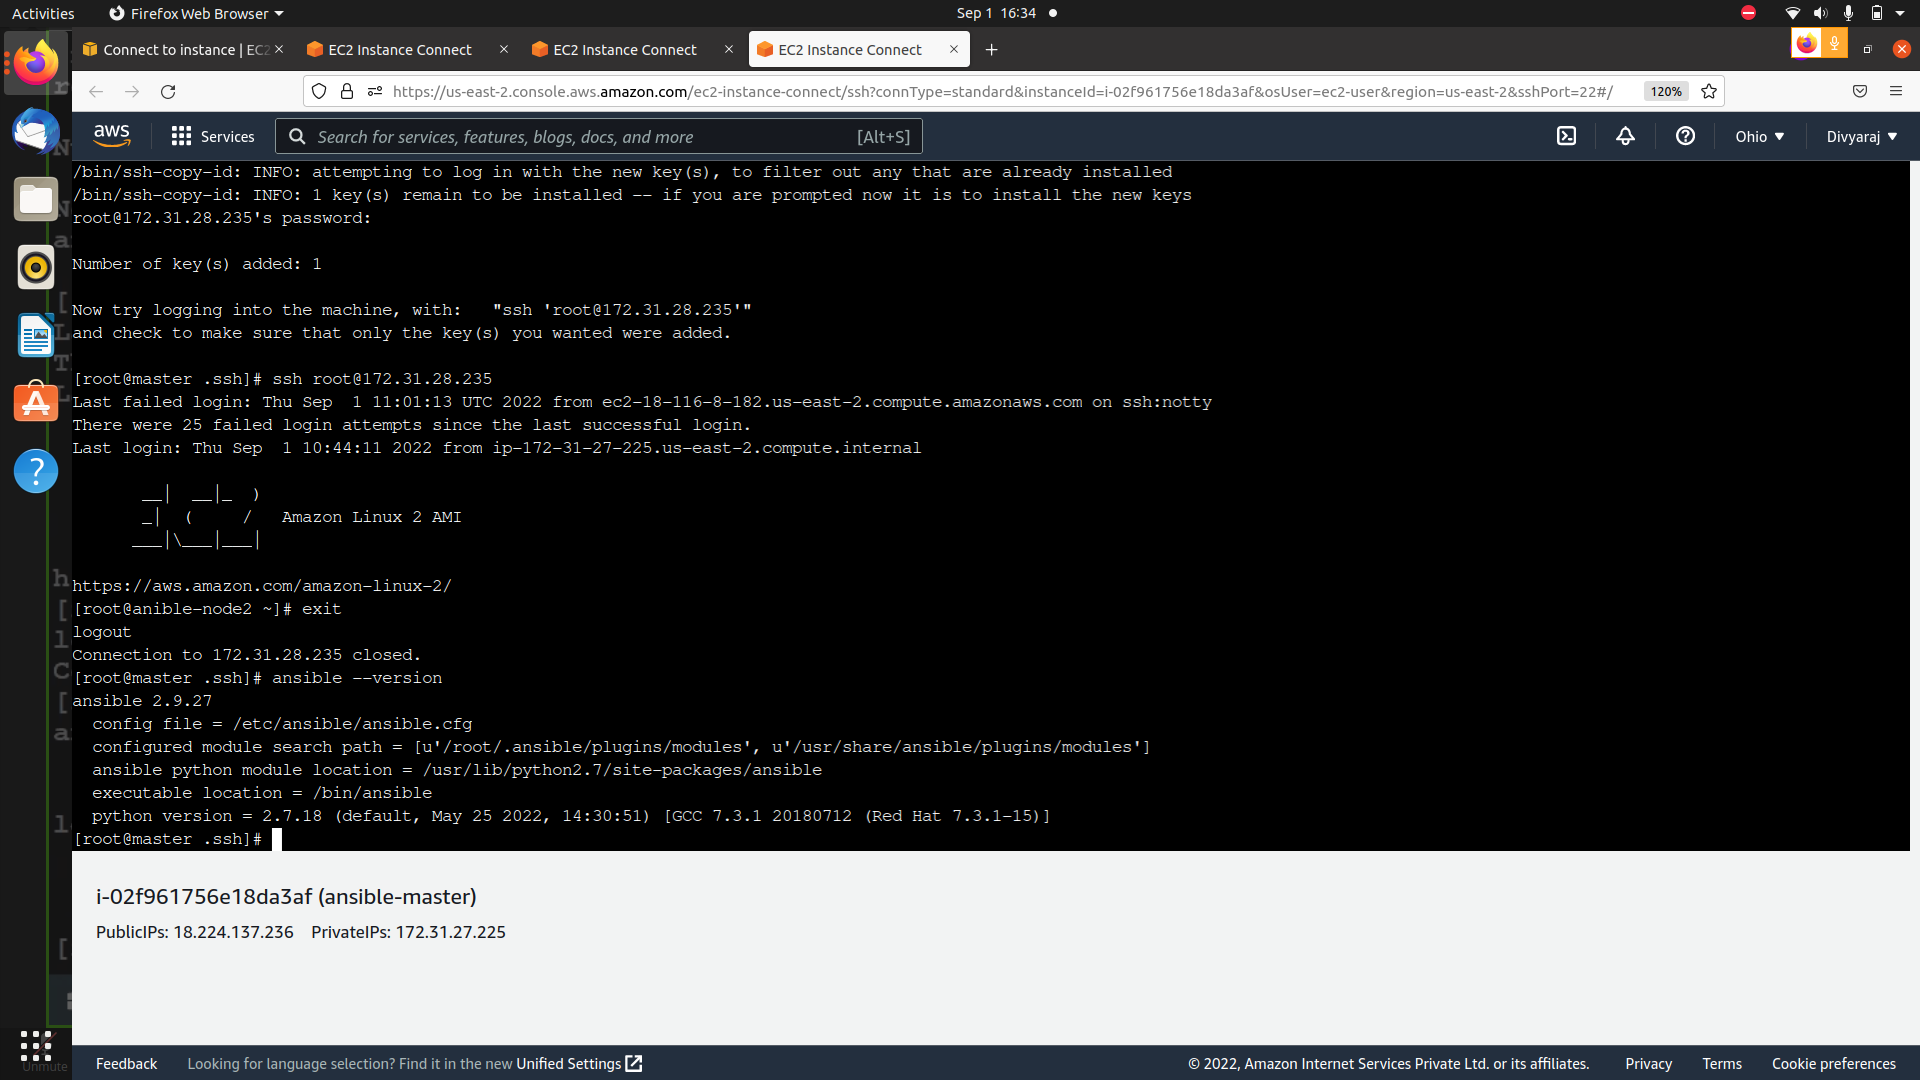 Activities Firefox Web Browser Sep 1 16:34
Connect to instance | EC2 EC2 Instance Connect EC2 Instance Connect EC2 Instance Connect
https://us-east-2.console.aws.amazon.com/ec2-instance-connect/ssh?connType=standard&instanceId=i-02f961756e18da3af&osUser=ec2-user&region=us-east-2&sshPort=22#/ 120%
aws Services Search for services, features, blogs, docs, and more [Alt+S] Ohio Divyaraj
/bin/ssh-copy-id: INFO: attempting to log in with the new key(s), to filter out any that are already installed
/bin/ssh-copy-id: INFO: 1 key(s) remain to be installed -- if you are prompted now it is to install the new keys
root@172.31.28.235's password:
Number of key(s) added: 1
Now try logging into the machine, with:   "ssh 'root@172.31.28.235'"
and check to make sure that only the key(s) you wanted were added.
[root@master .ssh]# ssh root@172.31.28.235
Last failed login: Thu Sep  1 11:01:13 UTC 2022 from ec2-18-116-8-182.us-east-2.compute.amazonaws.com on ssh:notty
There were 25 failed login attempts since the last successful login.
Last login: Thu Sep  1 10:44:11 2022 from ip-172-31-27-225.us-east-2.compute.internal
       __|  __|_  )
       _|  (     /   Amazon Linux 2 AMI
      ___|\___|___|
https://aws.amazon.com/amazon-linux-2/
[root@anible-node2 ~]# exit
logout
Connection to 172.31.28.235 closed.
[root@master .ssh]# ansible --version
ansible 2.9.27
  config file = /etc/ansible/ansible.cfg
  configured module search path = [u'/root/.ansible/plugins/modules', u'/usr/share/ansible/plugins/modules']
  ansible python module location = /usr/lib/python2.7/site-packages/ansible
  executable location = /bin/ansible
  python version = 2.7.18 (default, May 25 2022, 14:30:51) [GCC 7.3.1 20180712 (Red Hat 7.3.1-15)]
[root@master .ssh]#
i-02f961756e18da3af (ansible-master)
PublicIPs: 18.224.137.236 PrivateIPs: 172.31.27.225
Unmute
Feedback Looking for language selection? Find it in the new Unified Settings © 2022, Amazon Internet Services Private Ltd. or its affiliates. Privacy Terms Cookie preferences